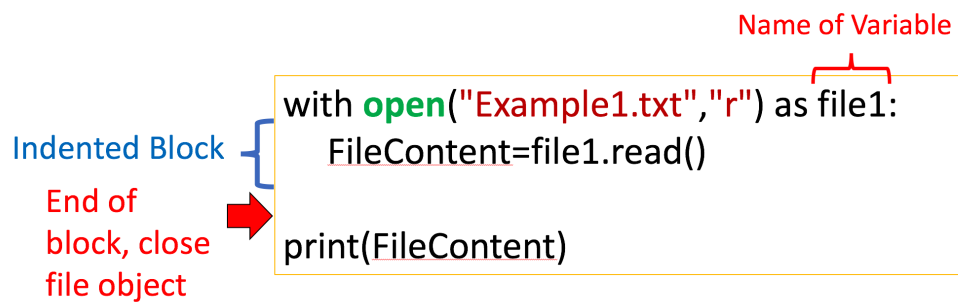 Name of Variable
with open("Example1.txt","r") as file1:
Indented Block
FileContent=file1.read()
End of
block, close
file object
print(FileContent)